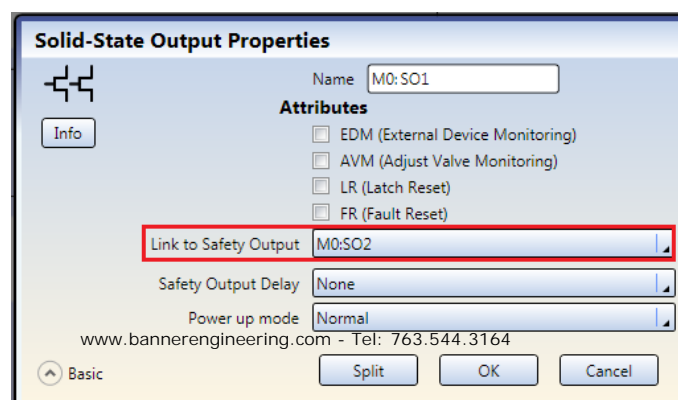 Solid-State Output Properties
Name M0:SO1
Attributes
Info
EDM (External Device Monitoring)
AVM (Adjust Valve Monitoring)
LR (Latch Reset)
FR (Fault Reset)
Link to Safety Output M0:SO2
Safety Output Delay None
Power up mode Normal
www.bannerengineering.com - Tel: 763.544.3164
Basic Split OK Cancel